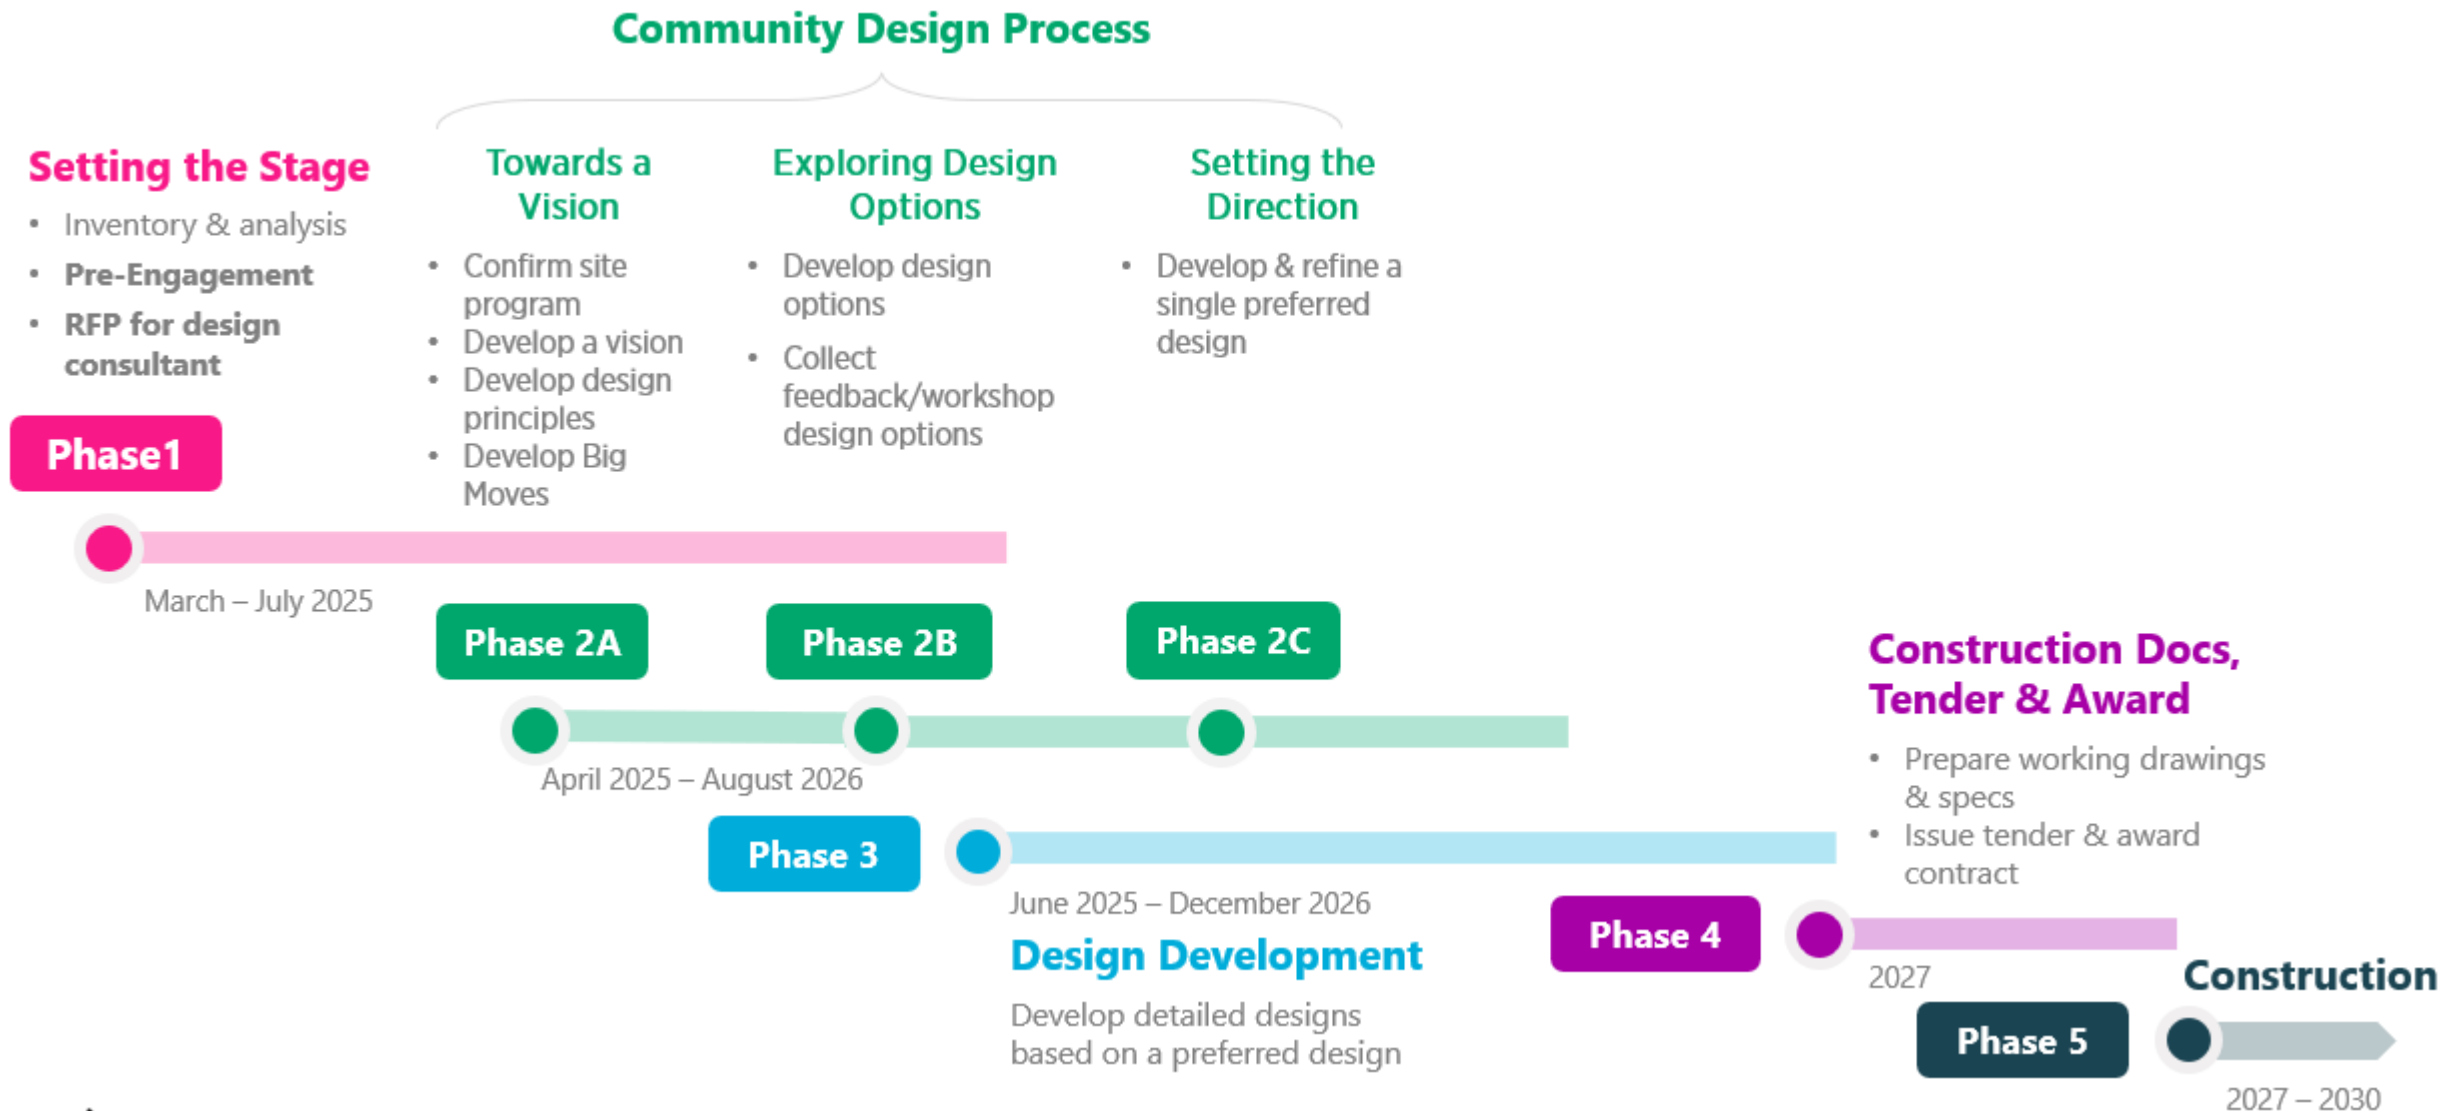 Community Design Process
Setting the Stage
• Inventory & analysis
• Pre-Engagement
• RFP for design
consultant
Phase1
March – July 2025
Towards a
Vision
• Confirm site
program
• Develop a vision
• Develop design
principles
• Develop Big
Moves
Exploring Design
Options
• Develop design
options
• Collect
feedback/workshop
design options
Setting the
Direction
• Develop & refine a
single preferred
design
Phase 2A
Phase 2B
Phase 2C
April 2025 – August 2026
Phase 3
June 2025 – December 2026
Design Development
Develop detailed designs
based on a preferred design
Construction Docs,
Tender & Award
• Prepare working drawings
& specs
• Issue tender & award
contract
Phase 4
2027
Construction
Phase 5
2027 – 2030